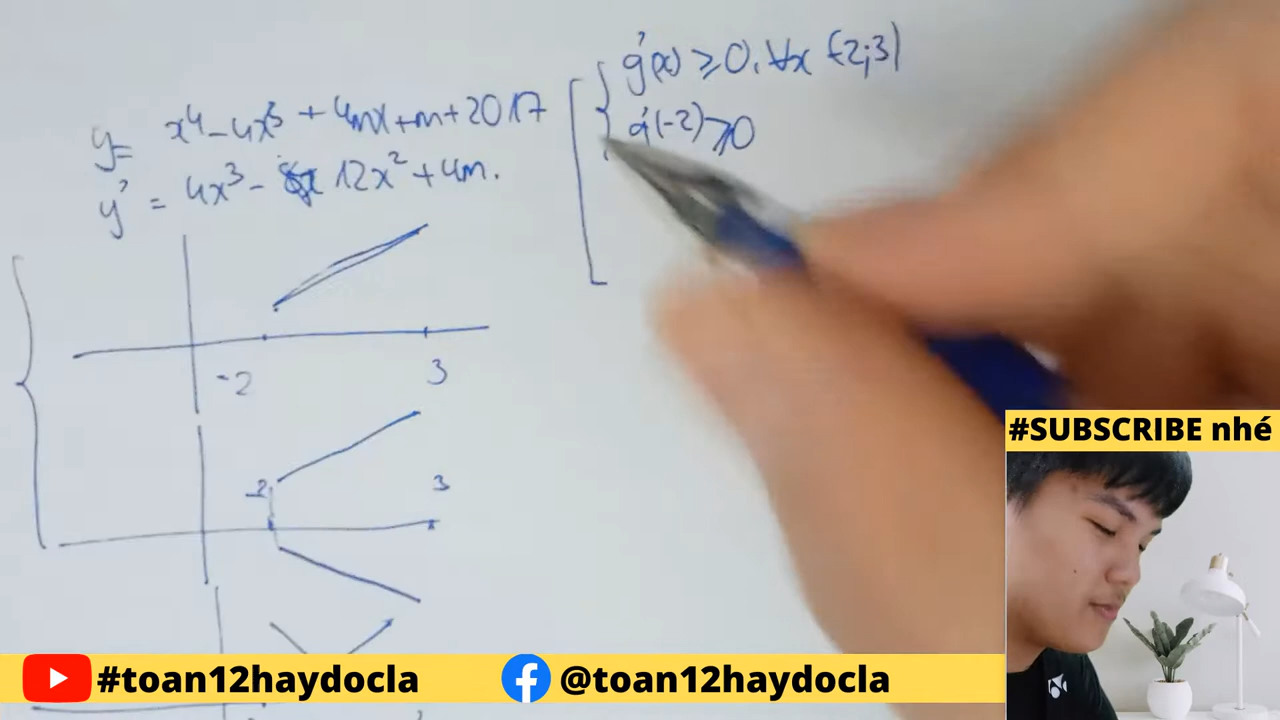 y = x⁴ - 4x³ + 4mx + m + 2017
y' = 4x³ - 12x² + 4m.
g'(x) ≥ 0, ∀x (-2;3)
g'(-2) ≥ 0
-2 3
-2 3
#SUBSCRIBE nhé
#toan12haydocla
@toan12haydocla